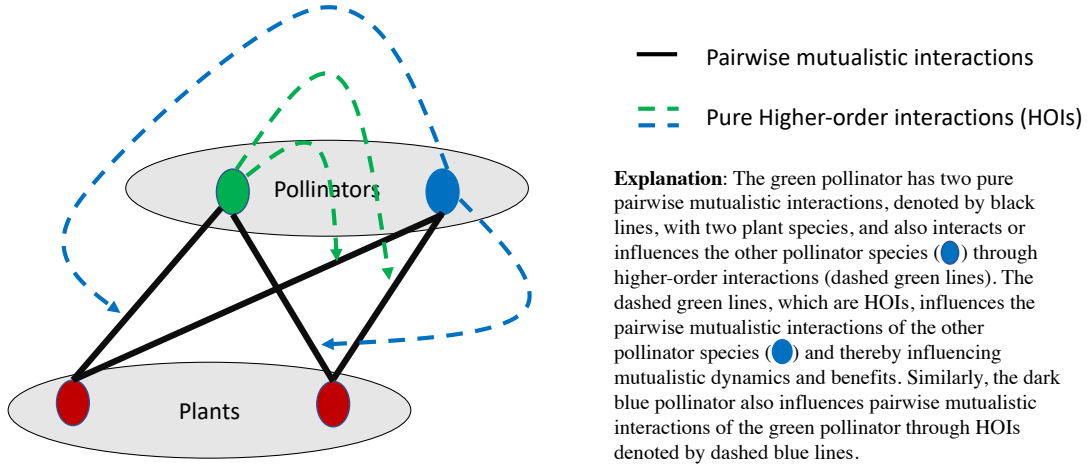 Pollinators
Plants
Pairwise mutualistic interactions
Pure Higher-order interactions (HOIs)
Explanation: The green pollinator has two pure
pairwise mutualistic interactions, denoted by black
lines, with two plant species, and also interacts or
influences the other pollinator species ( ) through
higher-order interactions (dashed green lines). The
dashed green lines, which are HOIs, influences the
pairwise mutualistic interactions of the other
pollinator species ( ) and thereby influencing
mutualistic dynamics and benefits. Similarly, the dark
blue pollinator also influences pairwise mutualistic
interactions of the green pollinator through HOIs
denoted by dashed blue lines.